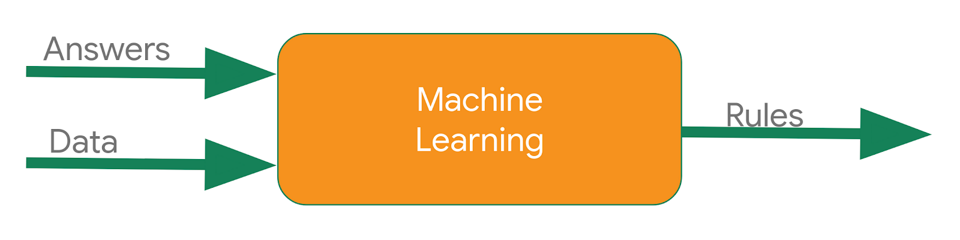 Answers
Data
Machine
Learning
Rules